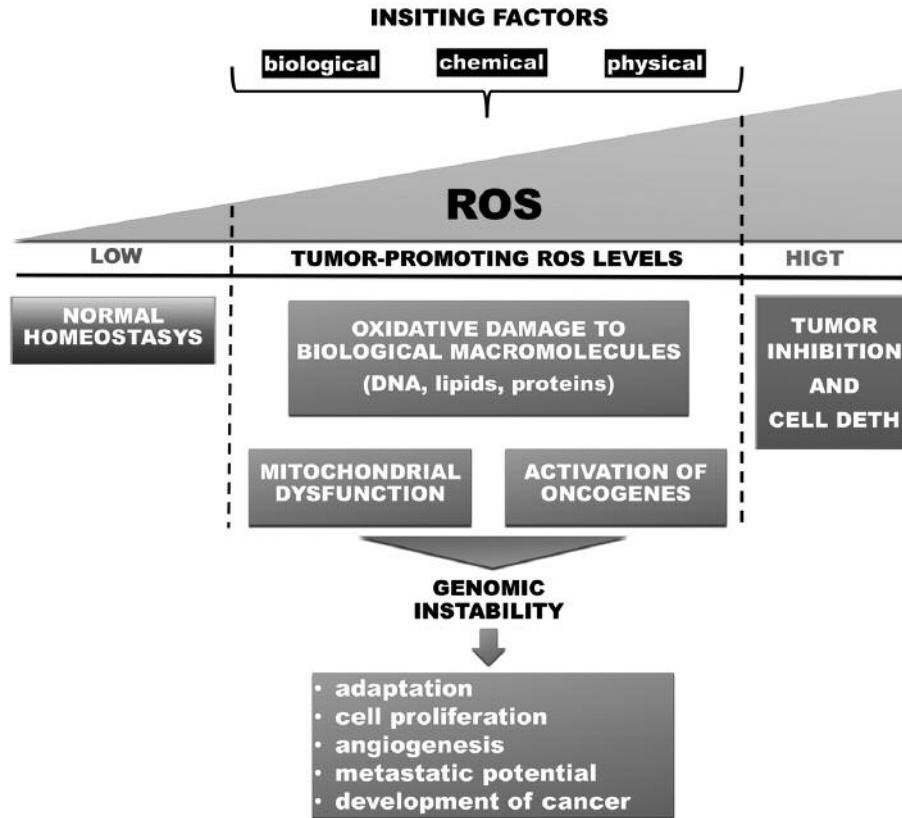 INSITING FACTORS
biological chemical physical
ROS
LOW TUMOR-PROMOTING ROS LEVELS HIGT
NORMAL
HOMEOSTASYS
OXIDATIVE DAMAGE TO
BIOLOGICAL MACROMOLECULES
(DNA, lipids, proteins)
TUMOR
INHIBITION
AND
CELL DETH
MITOCHONDRIAL
DYSFUNCTION
ACTIVATION OF
ONCOGENES
GENOMIC
INSTABILITY
• adaptation
• cell proliferation
• angiogenesis
• metastatic potential
• development of cancer